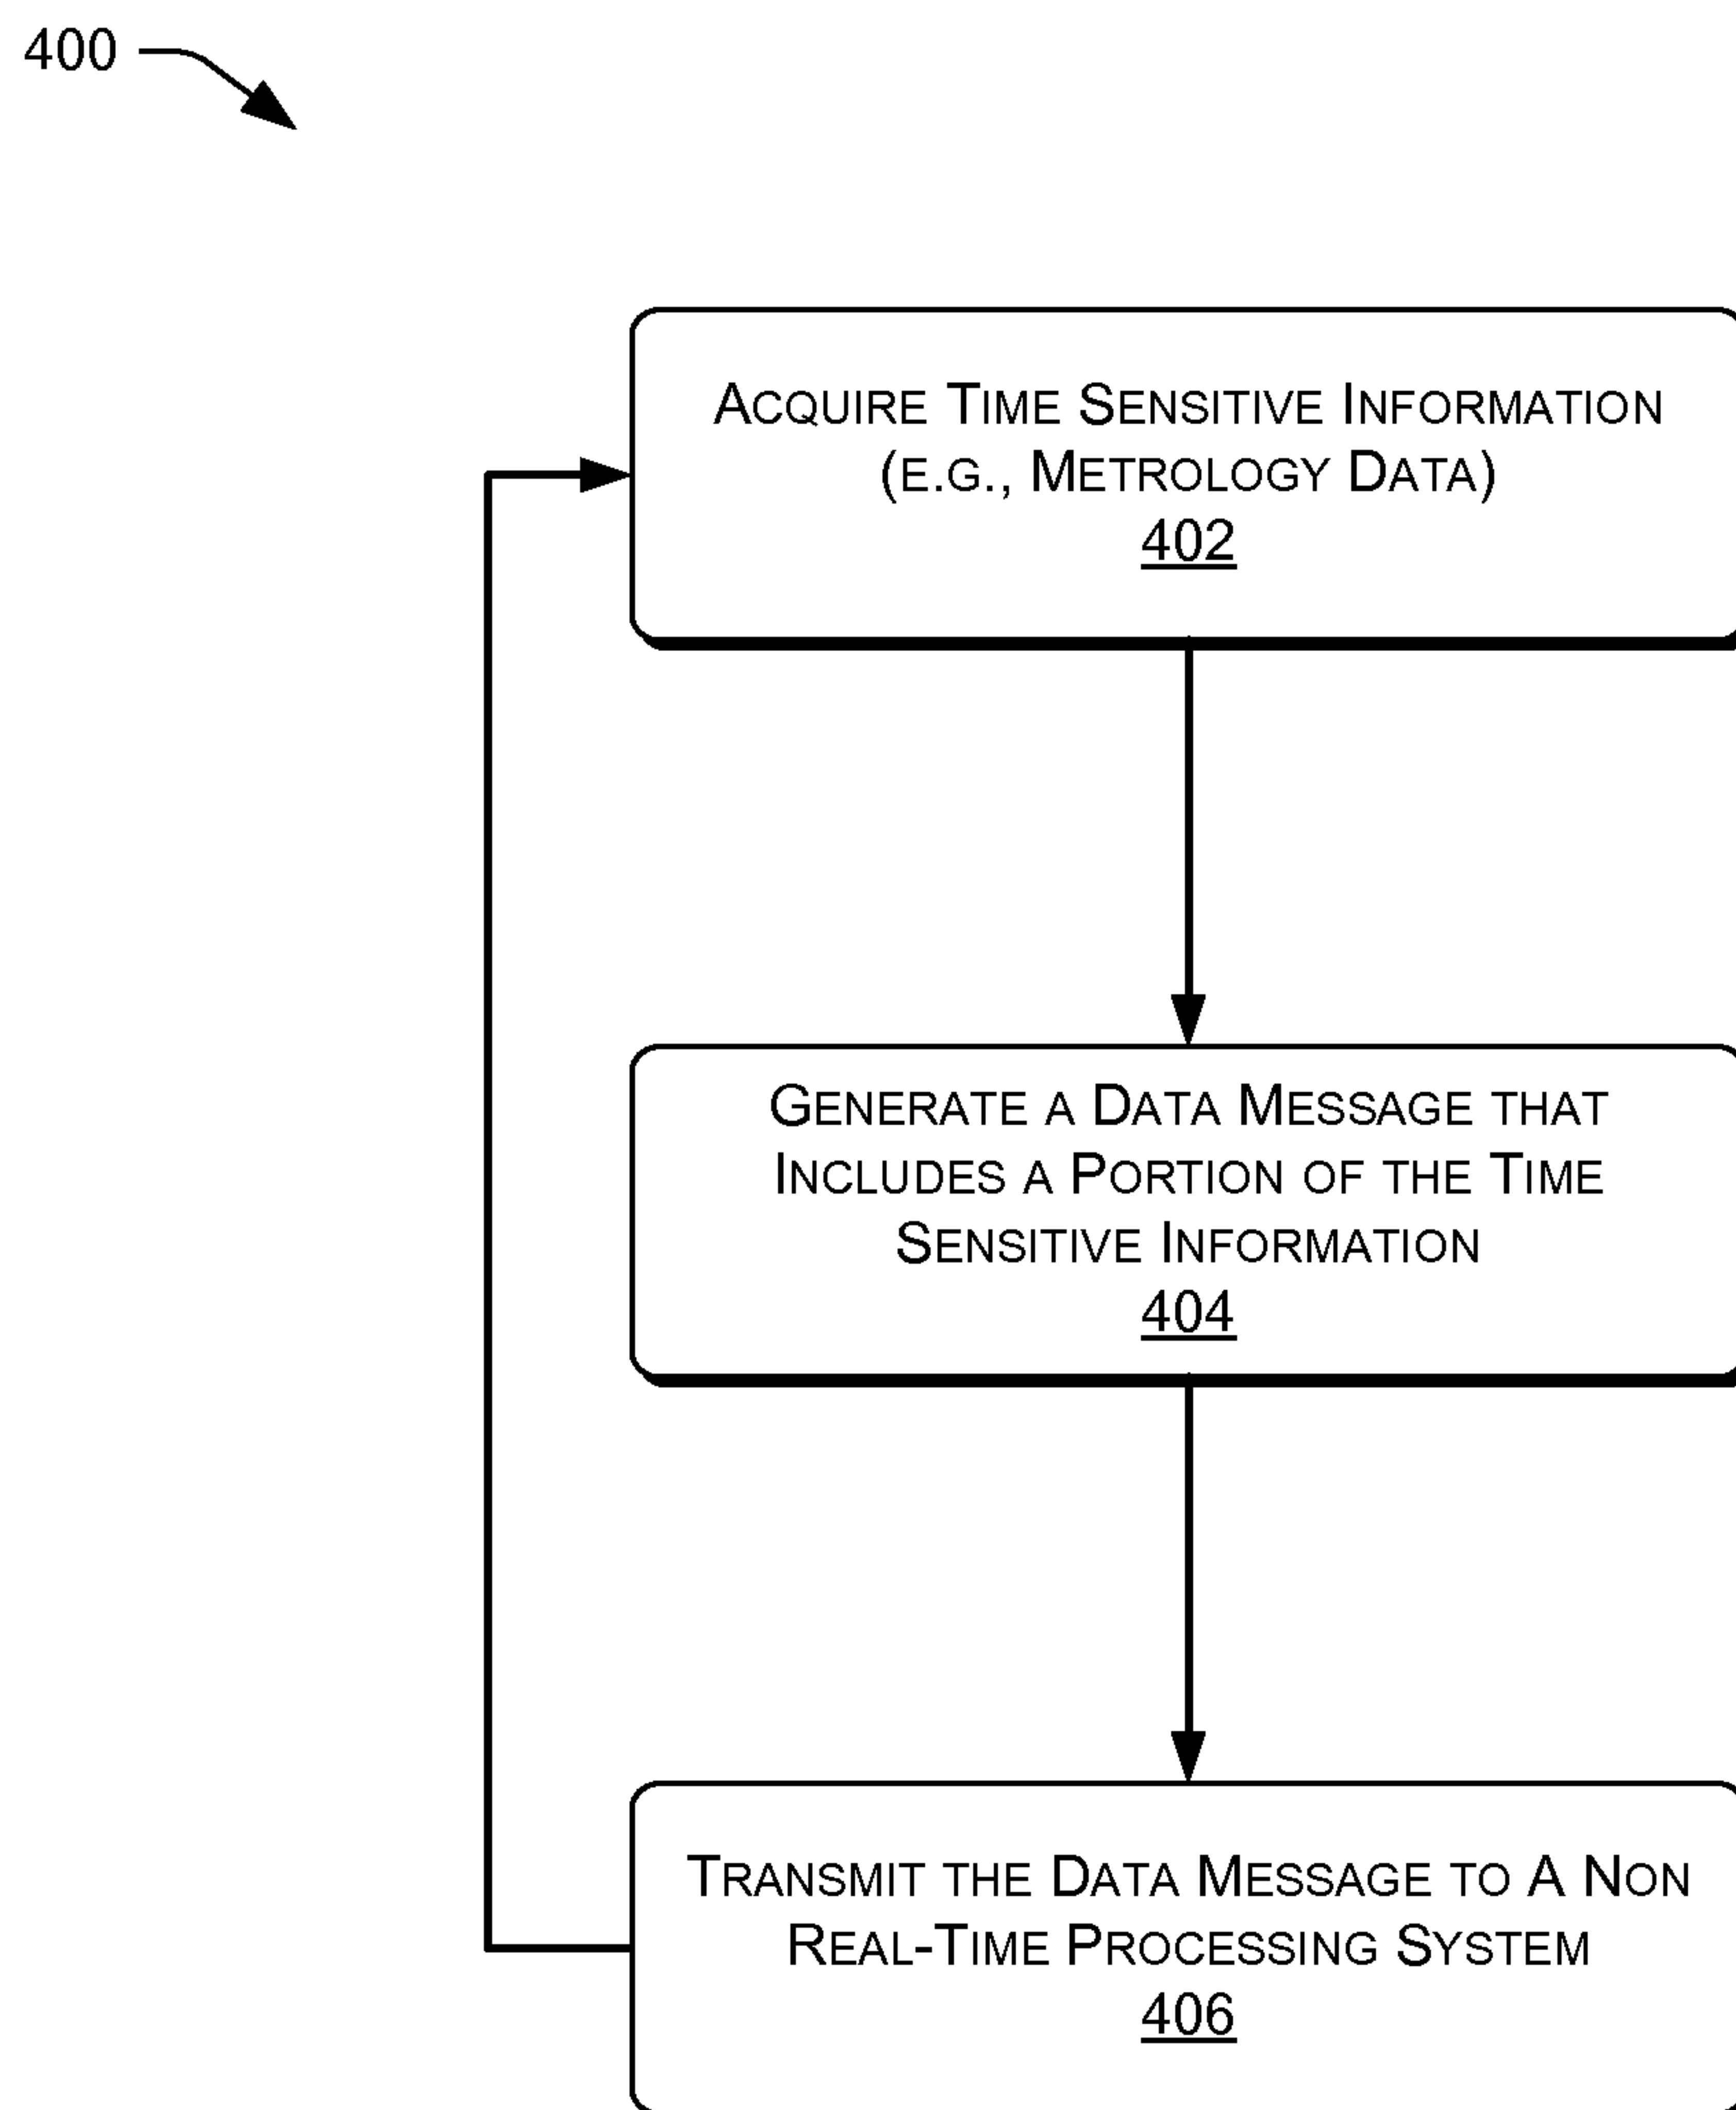 400
Acquire Time Sensitive Information
(e.g., Metrology Data)
402
Generate a Data Message that
Includes a Portion of the Time
Sensitive Information
404
Transmit the Data Message to A Non
Real-Time Processing System
406